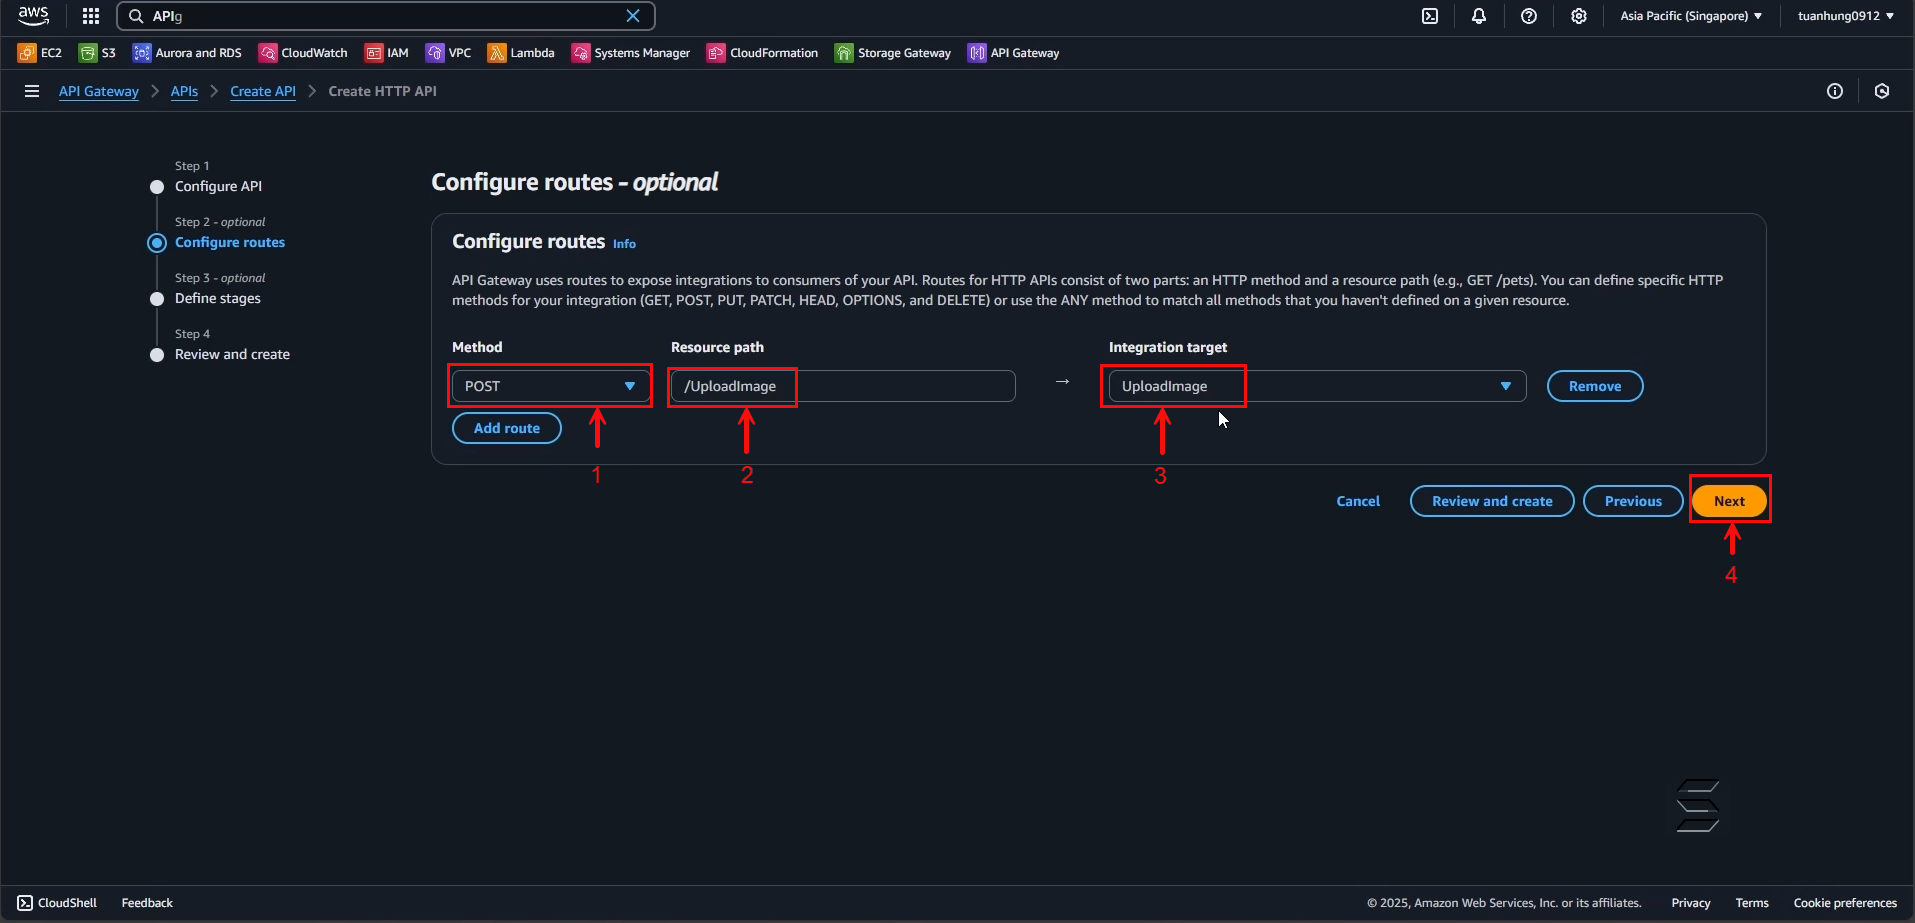 aws
APIg
Asia Pacific (Singapore)
tuanhung0912
EC2
S3
Aurora and RDS
CloudWatch
IAM
VPC
Lambda
Systems Manager
CloudFormation
Storage Gateway
API Gateway
API Gateway > APIs > Create API > Create HTTP API
Step 1
Configure API
Step 2 - optional
Configure routes
Step 3 - optional
Define stages
Step 4
Review and create
Configure routes - optional
Configure routes Info
API Gateway uses routes to expose integrations to consumers of your API. Routes for HTTP APIs consist of two parts: an HTTP method and a resource path (e.g., GET /pets). You can define specific HTTP
methods for your integration (GET, POST, PUT, PATCH, HEAD, OPTIONS, and DELETE) or use the ANY method to match all methods that you haven't defined on a given resource.
Method
Resource path
Integration target
POST
/UploadImage
→
UploadImage
Remove
Add route
1
2
3
Cancel
Review and create
Previous
Next
4
CloudShell
Feedback
© 2025, Amazon Web Services, Inc. or its affiliates.
Privacy
Terms
Cookie preferences